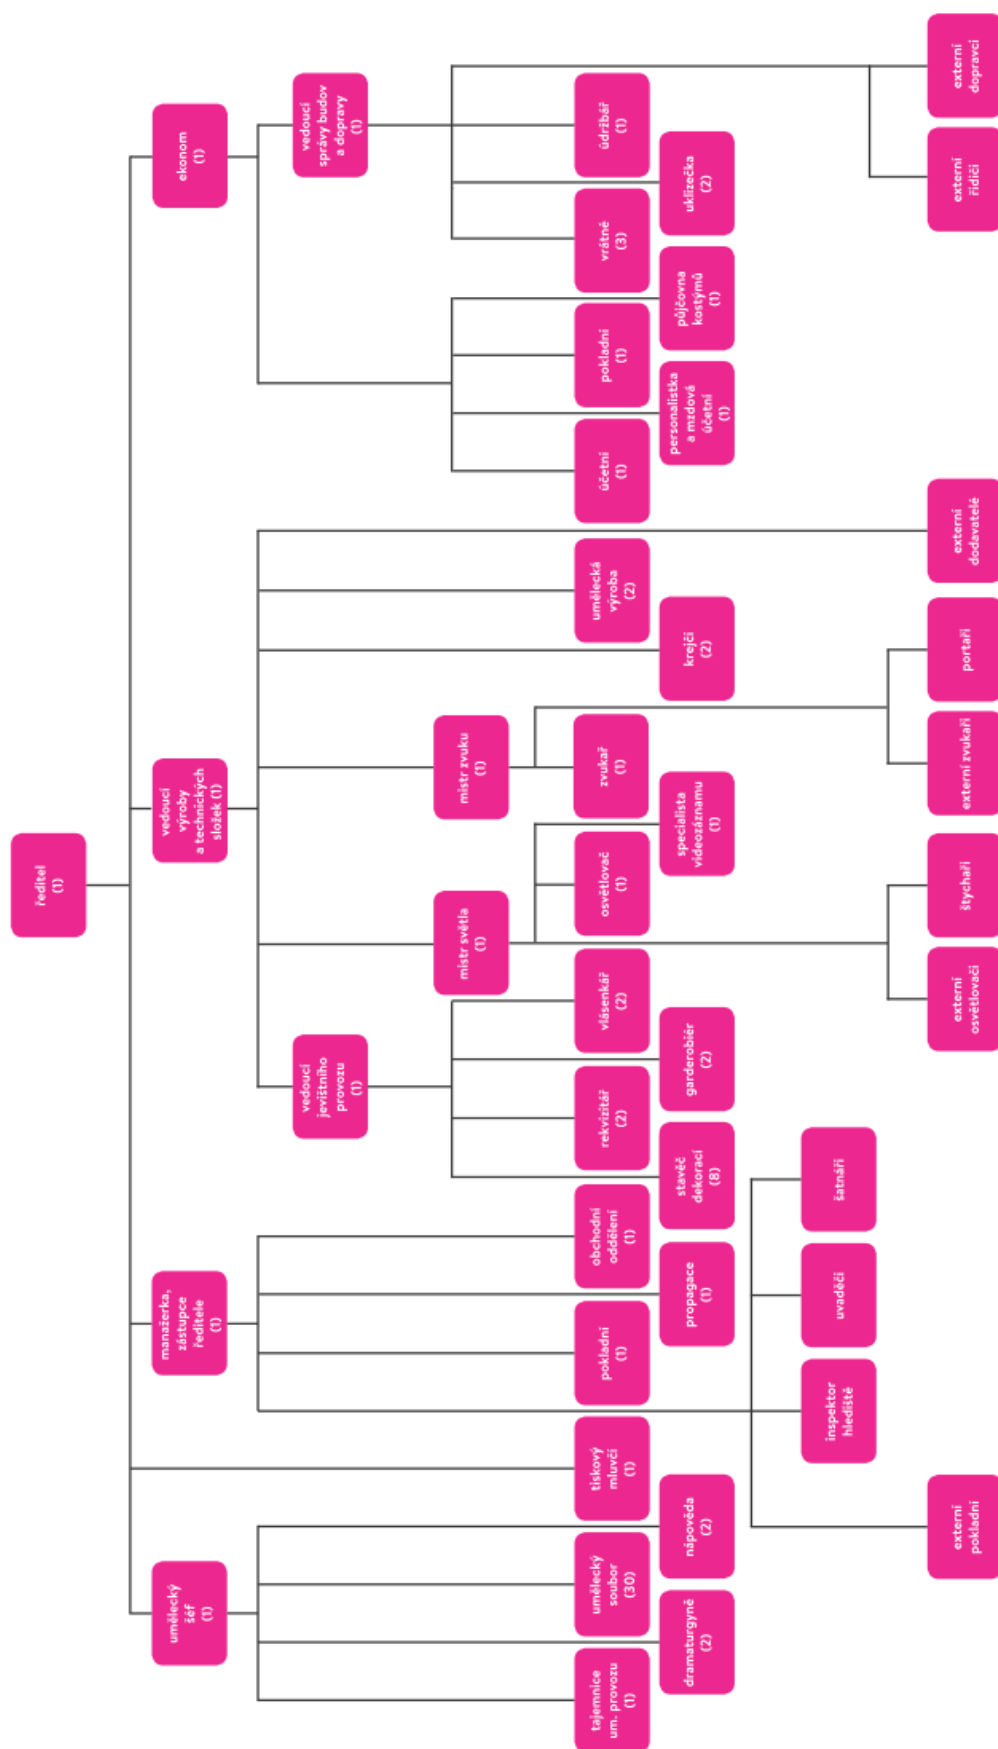 ředitel
(1)
umělecký
šéf
(1)
manažerka,
zástupce
ředitele
(1)
vedoucí
výroby
a technických
složek (1)
ekonom
(1)
vedoucí
jevištního
provozu
(1)
vedoucí
správy budov
a dopravy
(1)
mistr světla
(1)
mistr zvuku
(1)
tajemnice
um. provozu
(1)
umělecký
soubor
(30)
tiskový
mluvčí
(1)
pokladní
(1)
obchodní
oddělení
(1)
rekvizitář
(2)
vlásenkář
(2)
osvětlovač
(1)
zvukař
(1)
umělecká
výroba
(2)
účetní
(1)
pokladní
(1)
vrátné
(3)
údržbář
(1)
dramaturgyně
(2)
nápověda
(2)
propagace
(1)
stavěč
dekorací
(8)
garderobiér
(2)
specialista
videozáznamu
(1)
krejčí
(2)
personalistka
a mzdová
účetní
(1)
půjčovna
kostýmů
(1)
uklízečka
(2)
inspektor
hlediště
uvaděči
šatnáři
externí
pokladní
externí
osvětlovači
štychaři
externí zvukaři
portaři
externí
dodavatelé
externí
řidiči
externí
dopravci